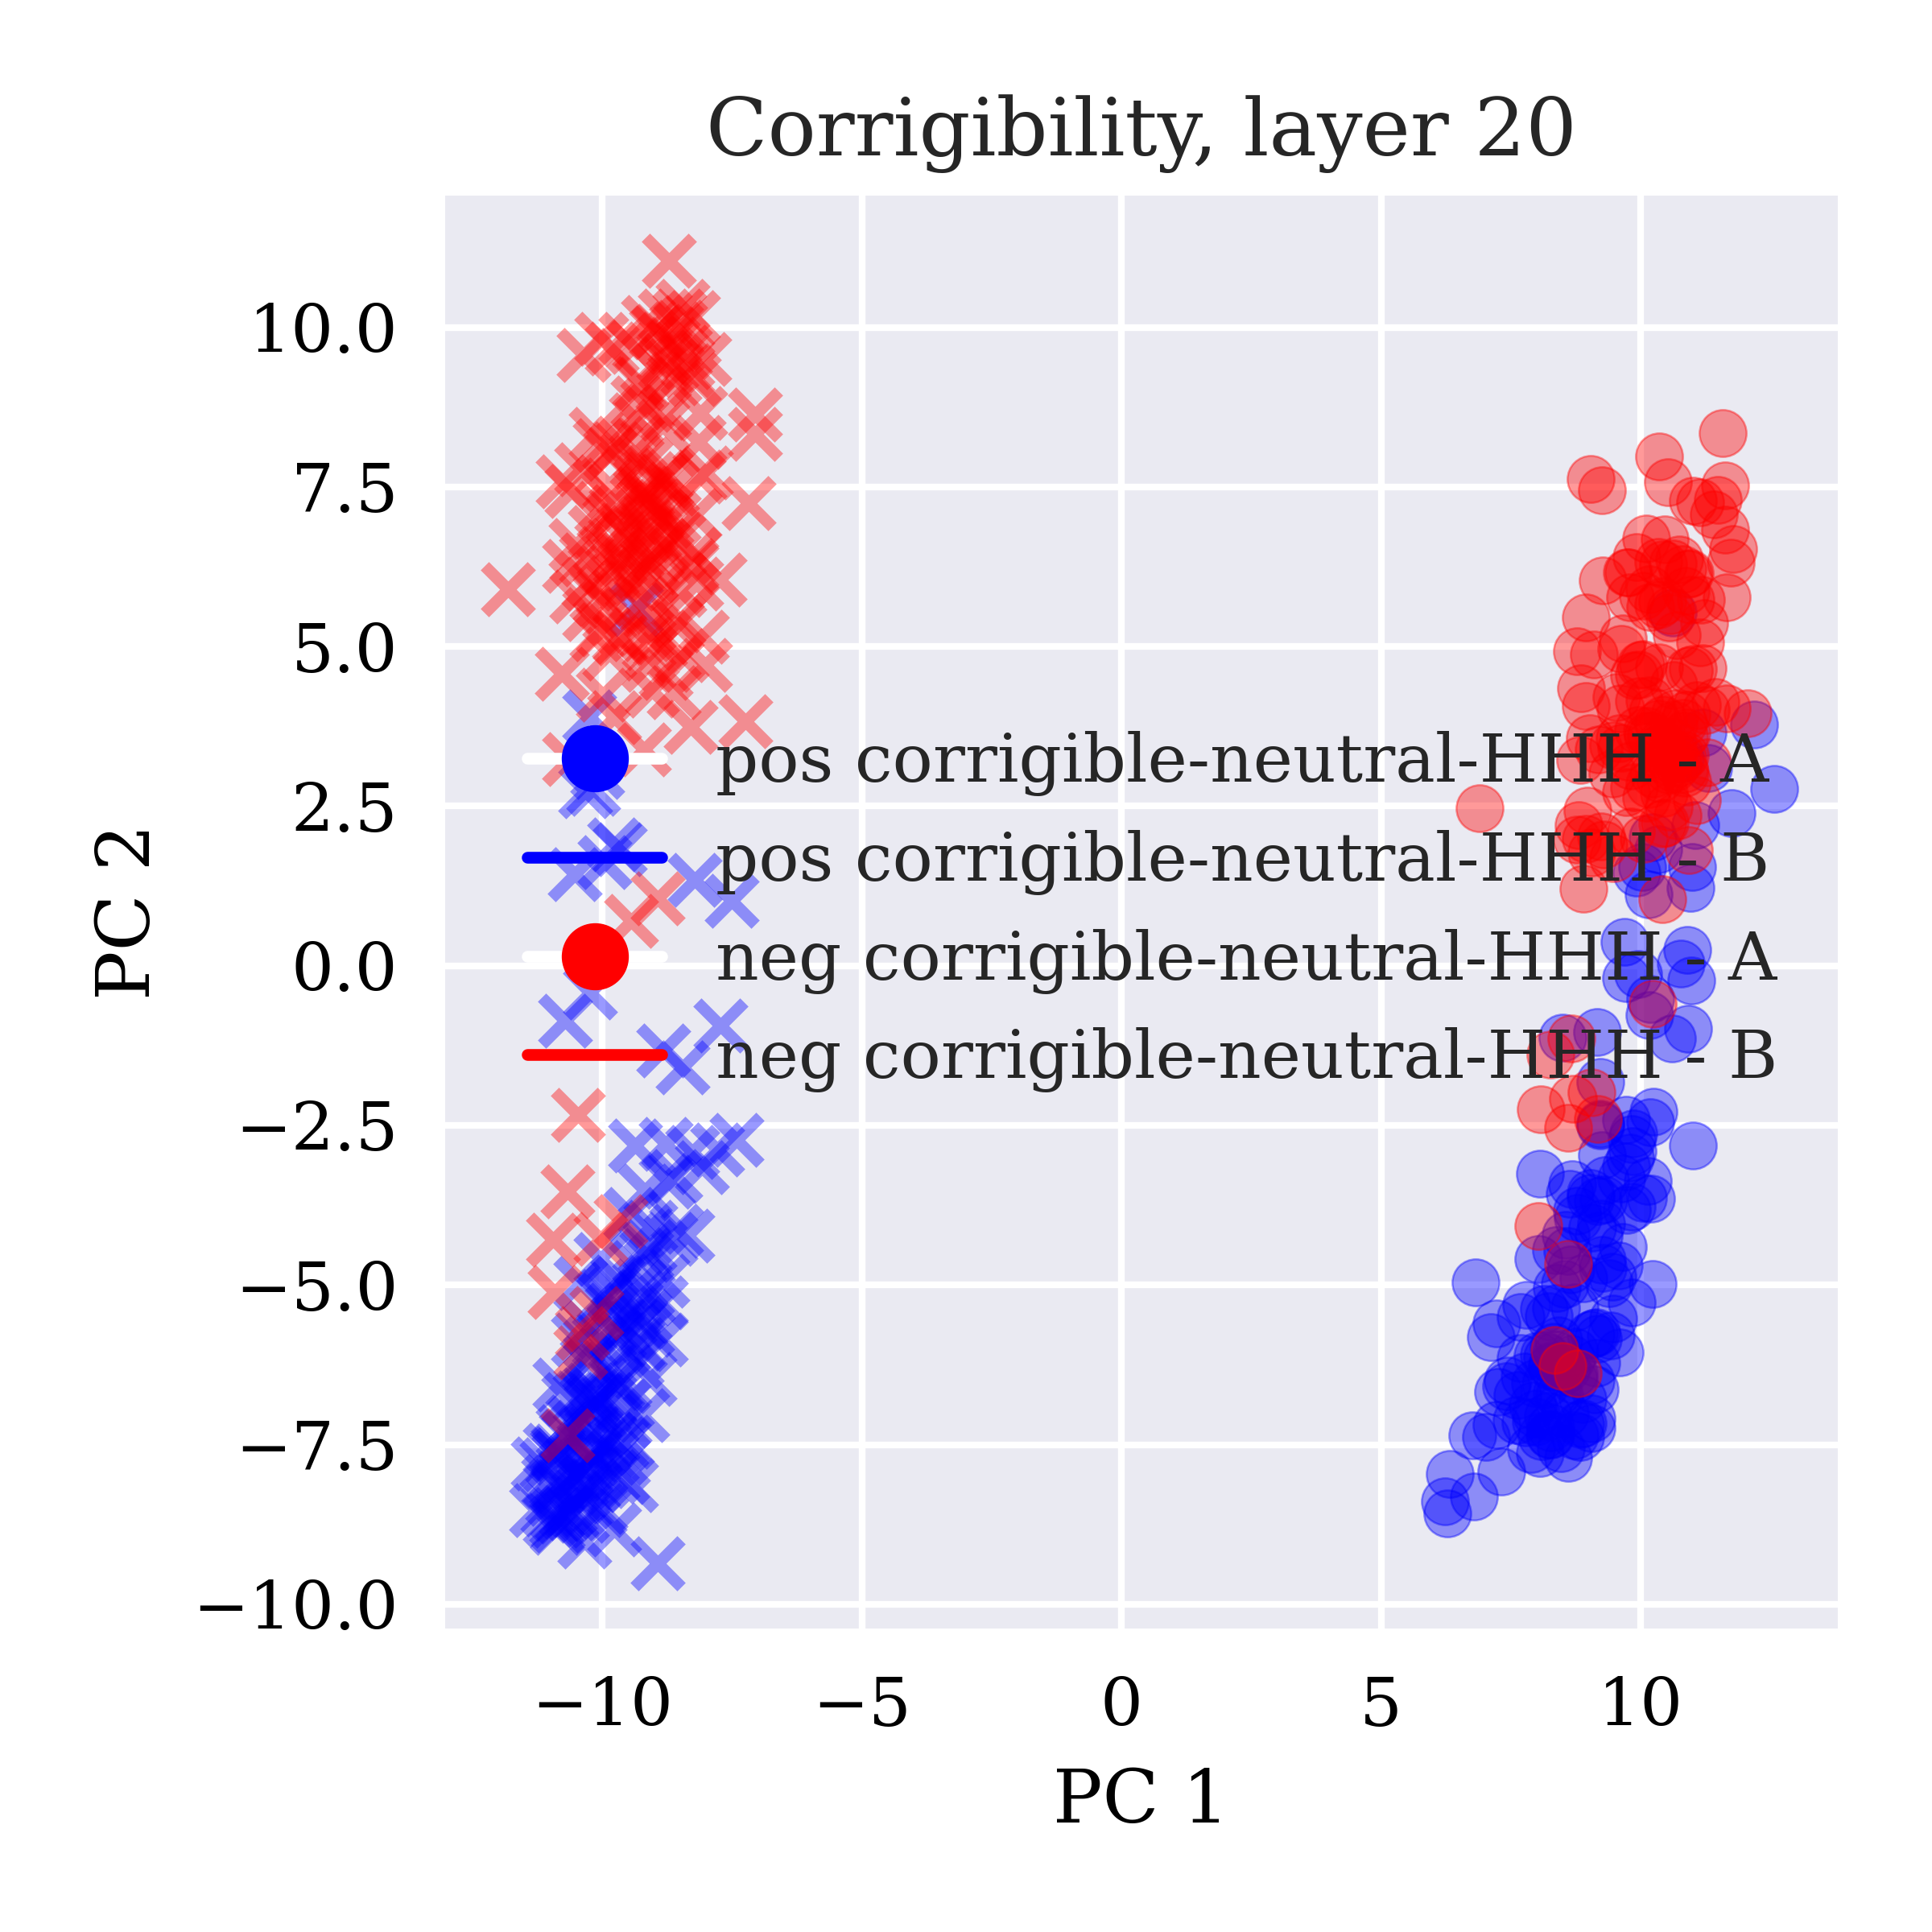 Corrigibility, layer 20
10.0
7.5
5.0
2.5
0.0
−2.5
−5.0
−7.5
−10.0
PC 2
pos corrigible-neutral-HHH - A
pos corrigible-neutral-HHH - B
neg corrigible-neutral-HHH - A
neg corrigible-neutral-HHH - B
−10 −5 0 5 10
PC 1